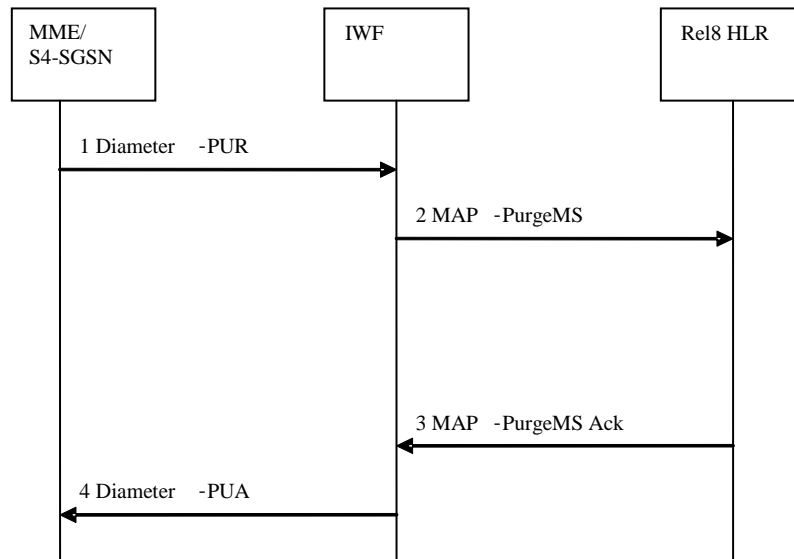 MME/
S4-SGSN
IWF
Rel8 HLR
1 Diameter -PUR
2 MAP -PurgeMS
3 MAP -PurgeMS Ack
4 Diameter -PUA